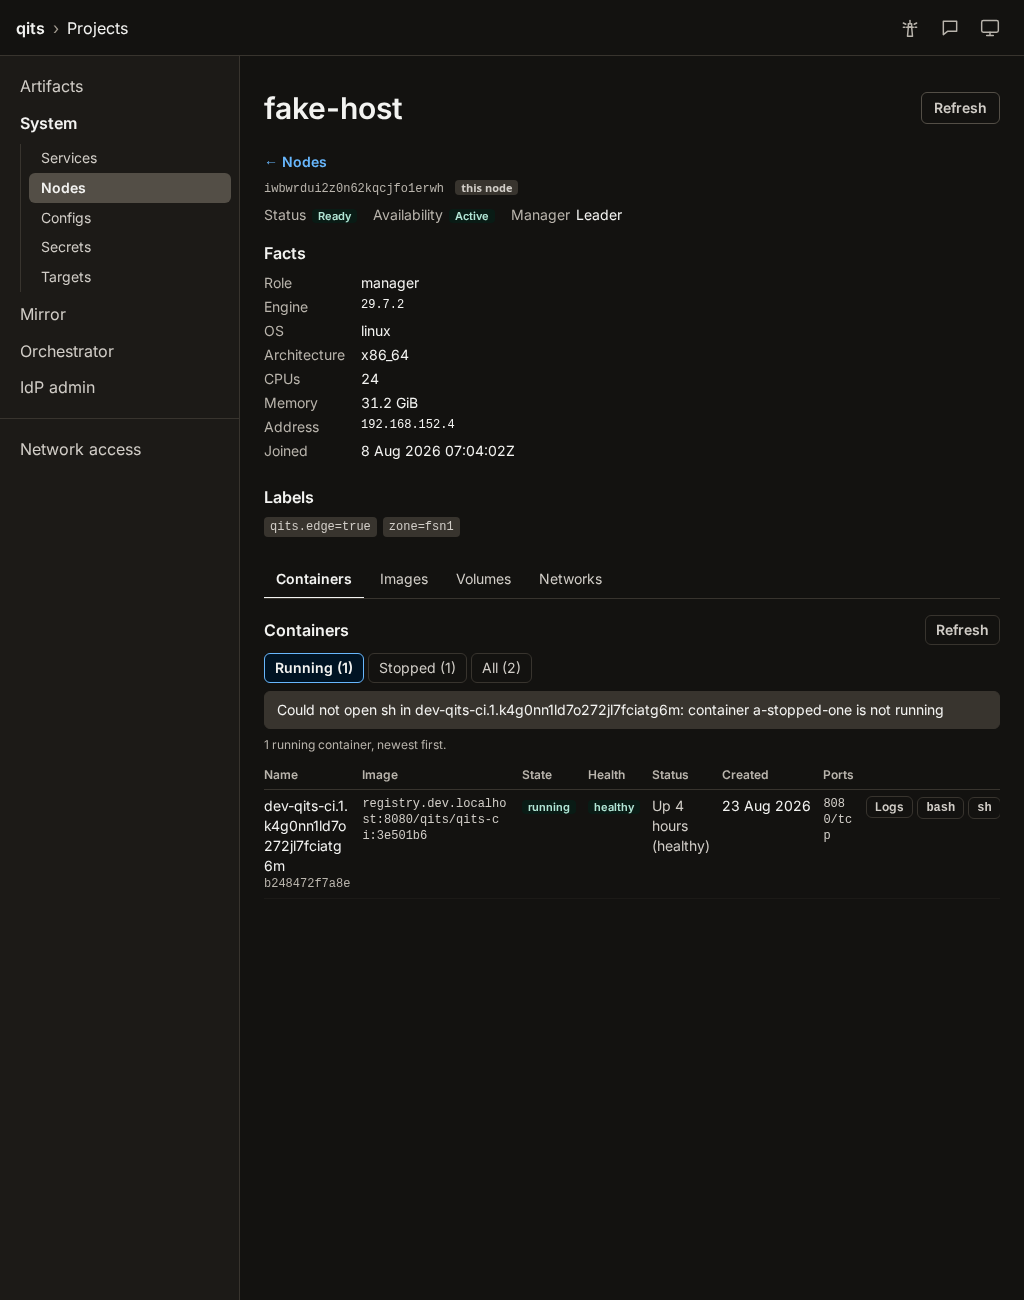 qits › Projects
Artifacts
System
Services
Nodes
Configs
Secrets
Targets
Mirror
Orchestrator
IdP admin
Network access
fake-host
Refresh
← Nodes
iwbwrdui2z0n62kqcjfo1erwh this node
Status Ready Availability Active Manager Leader
Facts
Role manager
Engine 29.7.2
OS linux
Architecture x86_64
CPUs 24
Memory 31.2 GiB
Address 192.168.152.4
Joined 8 Aug 2026 07:04:02Z
Labels
qits.edge=true zone=fsn1
Containers Images Volumes Networks
Containers
Refresh
Running (1) Stopped (1) All (2)
Could not open sh in dev-qits-ci.1.k4g0nn1ld7o272jl7fciatg6m: container a-stopped-one is not running
1 running container, newest first.
Name Image State Health Status Created Ports
dev-qits-ci.1.
k4g0nn1ld7o
272jl7fciatg
6m
b248472f7a8e
registry.dev.localho
st:8080/qits/qits-c
i:3e501b6
running
healthy
Up 4
hours
(healthy)
23 Aug 2026
808
0/tc
p
Logs bash sh